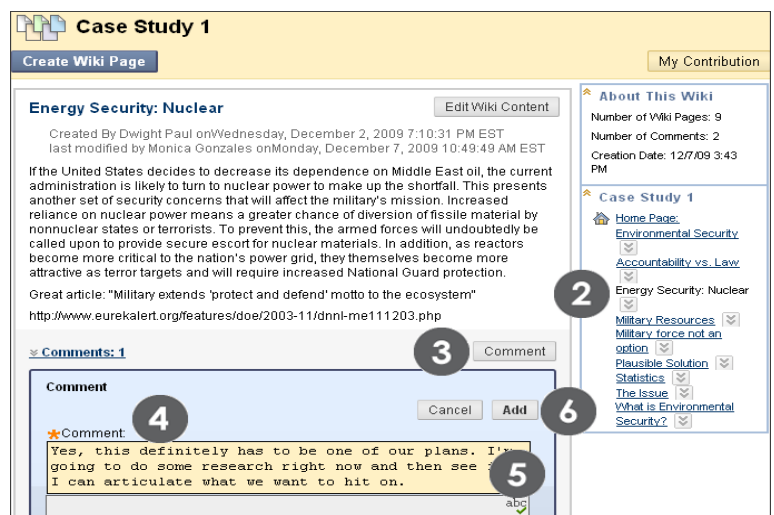 Case Study 1
Create Wiki Page
My Contribution
Energy Security: Nuclear
Edit Wiki Content
Created By Dwight Paul onWednesday, December 2, 2009 7:10:31 PM EST
last modified by Monica Gonzales onMonday, December 7, 2009 10:49:49 AM EST
If the United States decides to decrease its dependence on Middle East oil, the current
administration is likely to turn to nuclear power to make up the shortfall. This presents
another set of security concerns that will affect the military's mission. Increased
reliance on nuclear power means a greater chance of diversion of fissile material by
nonnuclear states or terrorists. To prevent this, the armed forces will undoubtedly be
called upon to provide secure escort for nuclear materials. In addition, as reactors
become more critical to the nation's power grid, they themselves become more
attractive as terror targets and will require increased National Guard protection.
Great article: "Military extends 'protect and defend' motto to the ecosystem"
http://www.eurekalert.org/features/doe/2003-11/dnnl-me111203.php
Comments: 1
3
Comment
Comment
Cancel
Add
6
4
Comment:
Yes, this definitely has to be one of our plans. I'm
going to do some research right now and then see
I can articulate what we want to hit on.
5
abc
About This Wiki
Number of Wiki Pages: 9
Number of Comments: 2
Creation Date: 12/7/09 3:43
PM
Case Study 1
Home Page:
Environmental Security
Accountability vs. Law
2
Energy Security: Nuclear
Military Resources
Military force not an
option
Plausible Solution
Statistics
The Issue
What is Environmental
Security?